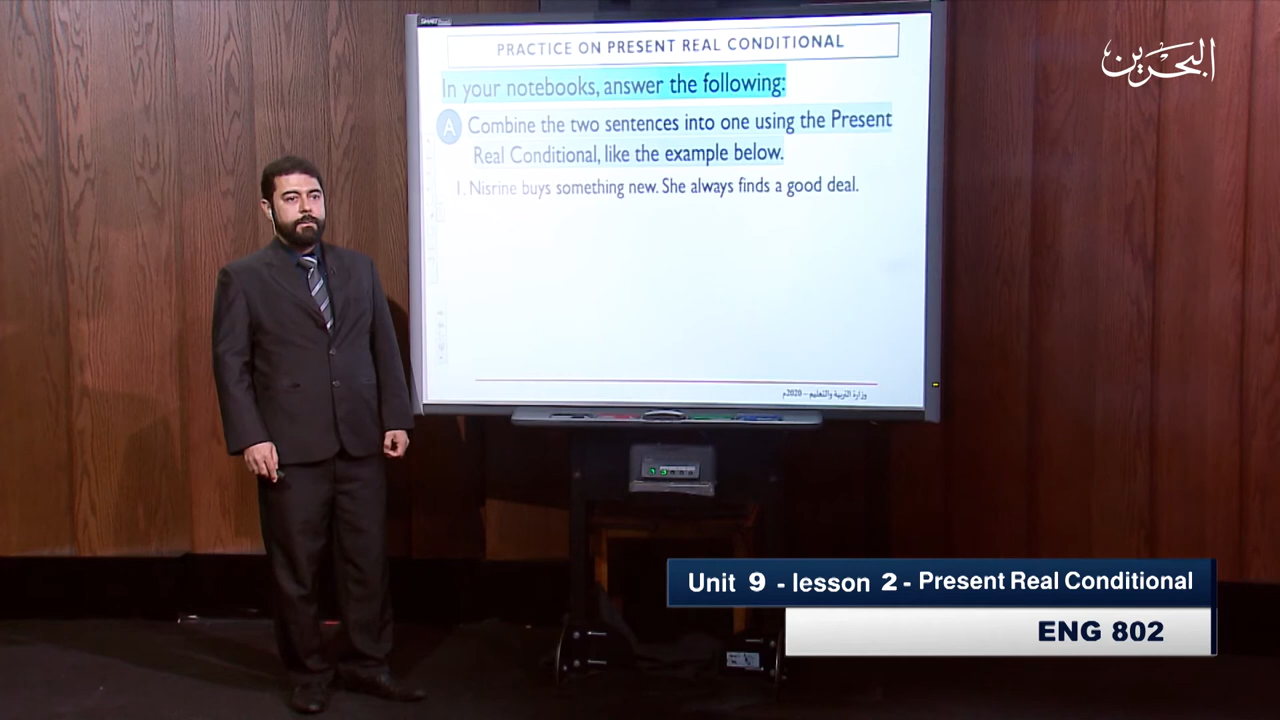 SMART
البحرين
PRACTICE ON PRESENT REAL CONDITIONAL
In your notebooks, answer the following:
A Combine the two sentences into one using the Present
Real Conditional, like the example below.
1. Nisrine buys something new. She always finds a good deal.
وزارة التربية والتعليم – 2020م
Unit 9 - lesson 2 - Present Real Conditional
ENG 802